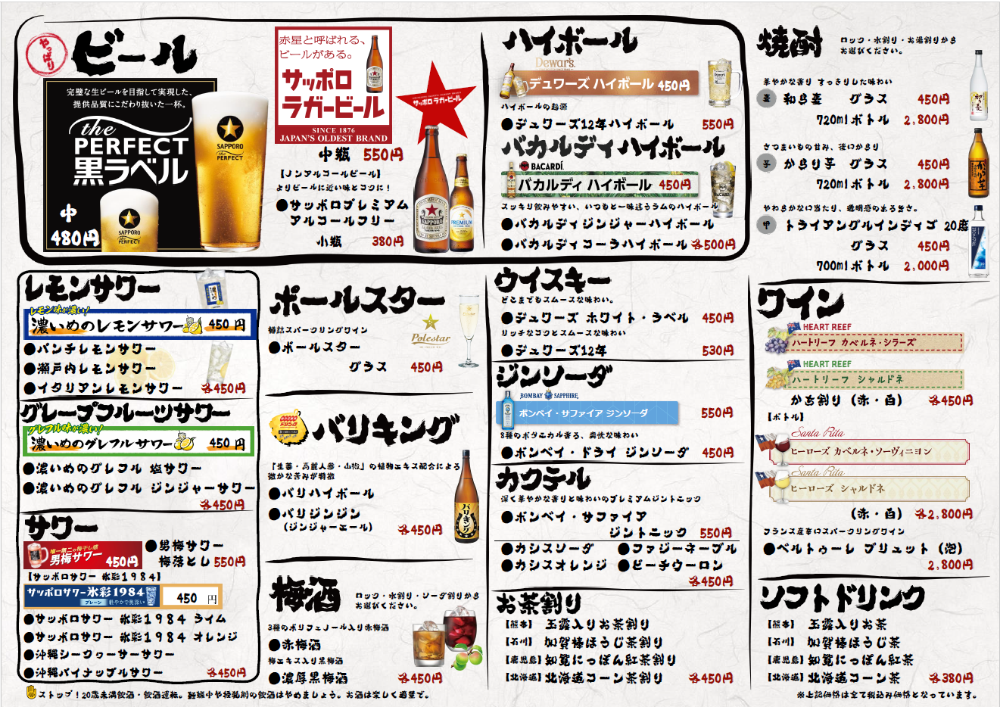 やっぱり
ビール
完璧な生ビールを目指して実現した、
提供品質にこだわり抜いた一杯。
the
PERFECT
黒ラベル
中
480円
SAPPORO
the
PERFECT
SAPPORO
the
PERFECT
赤星と呼ばれる、
ビールがある。
サッポロ
ラガービール
SINCE 1876
JAPAN'S OLDEST BRAND
サッポロ ラガービール
中瓶 550円
【ノンアルコールビール】
よりビールに近い味とコクに！
●サッポロプレミアム
アルコールフリー
小瓶 380円
SAPPORO
PREMIUM
ハイボール
Dewar's
デュワーズ ハイボール 450円
ハイボールの起源
●デュワーズ12年ハイボール 550円
バカルディハイボール
BACARDÍ
バカルディ ハイボール 450円
スッキリ飲みやすい、いつもと一味違うラムのハイボール
●バカルディジンジャーハイボール
●バカルディコーラハイボール 各500円
焼酎
ロック・水割り・お湯割りから
お選びください。
華やかな香り すっきりした味わい
麦 和ら麦 グラス 450円
720mlボトル 2,800円
さつまいもの甘み、後にからり
芋 からり芋 グラス 450円
720mlボトル 2,800円
やわらかな口当たり、透明感のある旨さ。
甲 トライアングルインディゴ 20度
グラス 450円
700mlボトル 2,000円
レモンサワー
レモン味が濃い！
濃いめのレモンサワー 450 円
●パンチレモンサワー
●瀬戸内レモンサワー
●イタリアンレモンサワー 各450円
グレープフルーツサワー
グレフル味が濃い！
濃いめのグレフルサワー 450 円
●濃いめのグレフル 塩サワー
●濃いめのグレフル ジンジャーサワー
各450円
サワー
唯一無二の梅干し感
男梅サワー 450円
●男梅サワー
梅落とし 550円
【サッポロサワー 氷彩1984】
サッポロサワー氷彩1984
プレーン 軽やかで奥深い
450 円
●サッポロサワー 氷彩1984 ライム
●サッポロサワー 氷彩1984 オレンジ
●沖縄シークヮーサーサワー
●沖縄パイナップルサワー 各450円
ポールスター
樽詰スパークリングワイン
●ポールスター
Polestar
グラス 450円
バリキング
「生姜・高麗人参・山椒」の植物エキス配合による
微かな苦みが特徴
●バリハイボール
●バリジンジン
（ジンジャーエール） 各450円
バリキング
梅酒
ロック・水割り・ソーダ割りから
お選びください。
3種のポリフェノール入り赤梅酒
●赤梅酒
梅エキス入り黒梅酒
●濃厚黒梅酒 各450円
ウイスキー
どこまでもスムースな味わい。
●デュワーズ ホワイト・ラベル 450円
リッチなコクとスムースな味わい
●デュワーズ12年 530円
ジンソーダ
BOMBAY SAPPHIRE
ボンベイ・サファイア ジンソーダ 550円
8種のボタニカル香る、爽快な味わい
●ボンベイ・ドライ ジンソーダ 450円
カクテル
深く華やかな香りと味わいのプレミアムジントニック
●ボンベイ・サファイア
ジントニック 550円
●カシスソーダ ●ファジーネーブル
●カシスオレンジ ●ピーチウーロン
各450円
お茶割り
【熊本】 玉露入りお茶割り
【石川】 加賀棒ほうじ茶割り
【鹿児島】知覧にっぽん紅茶割り
【北海道】北海道コーン茶割り 各450円
ワイン
HEART REEF
ハートリーフ カベルネ・シラーズ
HEART REEF
ハートリーフ シャルドネ
かち割り（赤・白） 各450円
【ボトル】
Santa Rita
ヒーローズ カベルネ・ソーヴィニヨン
Santa Rita
ヒーローズ シャルドネ
（赤・白） 各2,800円
フランス産辛口スパークリングワイン
●ベルトゥーレ ブリュット（泡）
2,800円
ソフトドリンク
【熊本】 玉露入りお茶
【石川】 加賀棒ほうじ茶
【鹿児島】知覧にっぽん紅茶
【北海道】北海道コーン茶 各380円
ストップ！20歳未満飲酒・飲酒運転。妊娠中や授乳期の飲酒はやめましょう。お酒は楽しく適量で。
※上記価格は全て税込み価格となっています。